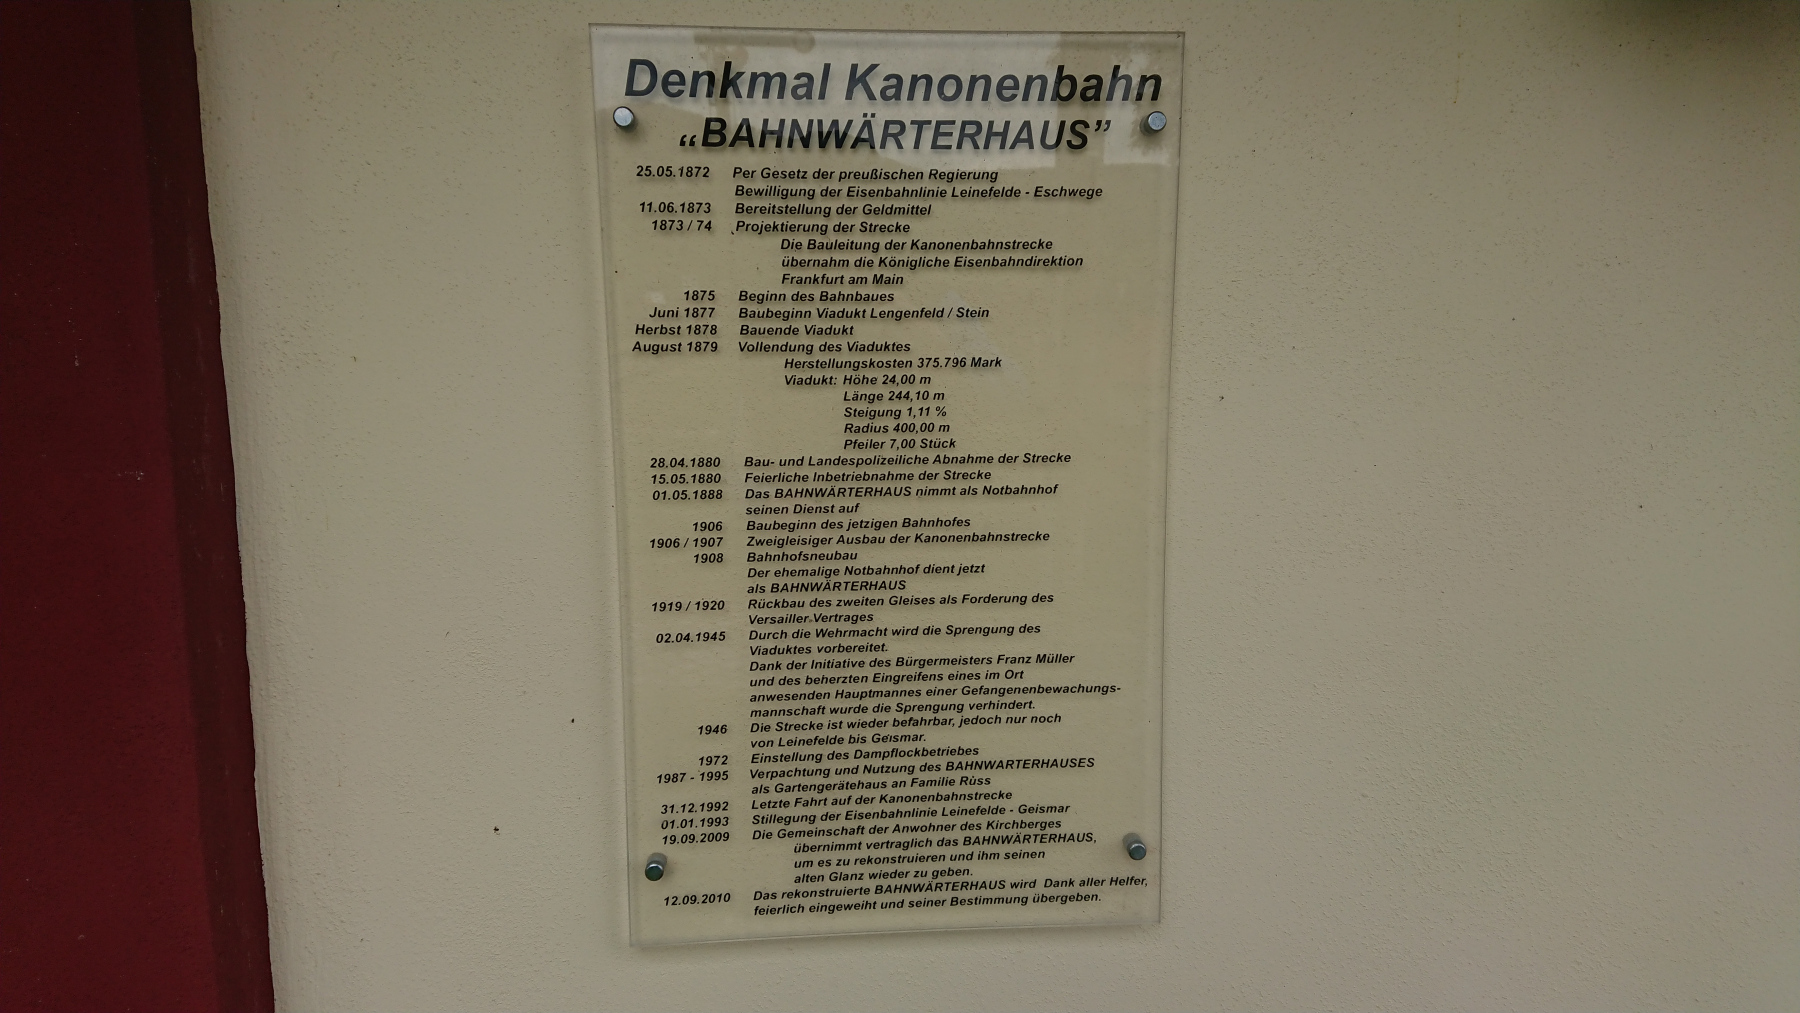 Denkmal Kanonenbahn
„BAHNWÄRTERHAUS”
25.05.1872 Per Gesetz der preußischen Regierung
Bewilligung der Eisenbahnlinie Leinefelde - Eschwege
11.06.1873 Bereitstellung der Geldmittel
1873 / 74 Projektierung der Strecke
Die Bauleitung der Kanonenbahnstrecke
übernahm die Königliche Eisenbahndirektion
Frankfurt am Main
1875 Beginn des Bahnbaues
Juni 1877 Baubeginn Viadukt Lengenfeld / Stein
Herbst 1878 Bauende Viadukt
August 1879 Vollendung des Viaduktes
Herstellungskosten 375.796 Mark
Viadukt: Höhe 24,00 m
Länge 244,10 m
Steigung 1,11 %
Radius 400,00 m
Pfeiler 7,00 Stück
28.04.1880 Bau- und Landespolizeiliche Abnahme der Strecke
15.05.1880 Feierliche Inbetriebnahme der Strecke
01.05.1888 Das BAHNWÄRTERHAUS nimmt als Notbahnhof
seinen Dienst auf
1906 Baubeginn des jetzigen Bahnhofes
1906 / 1907 Zweigleisiger Ausbau der Kanonenbahnstrecke
1908 Bahnhofsneubau
Der ehemalige Notbahnhof dient jetzt
als BAHNWÄRTERHAUS
1919 / 1920 Rückbau des zweiten Gleises als Forderung des
Versailler Vertrages
02.04.1945 Durch die Wehrmacht wird die Sprengung des
Viaduktes vorbereitet.
Dank der Initiative des Bürgermeisters Franz Müller
und des beherzten Eingreifens eines im Ort
anwesenden Hauptmannes einer Gefangenenbewachungs-
mannschaft wurde die Sprengung verhindert.
1946 Die Strecke ist wieder befahrbar, jedoch nur noch
von Leinefelde bis Geismar.
1972 Einstellung des Dampflockbetriebes
1987 - 1995 Verpachtung und Nutzung des BAHNWARTERHAUSES
als Gartengerätehaus an Familie Rüss
31.12.1992 Letzte Fahrt auf der Kanonenbahnstrecke
01.01.1993 Stillegung der Eisenbahnlinie Leinefelde - Geismar
19.09.2009 Die Gemeinschaft der Anwohner des Kirchberges
übernimmt vertraglich das BAHNWÄRTERHAUS,
um es zu rekonstruieren und ihm seinen
alten Glanz wieder zu geben.
12.09.2010 Das rekonstruierte BAHNWÄRTERHAUS wird Dank aller Helfer,
feierlich eingeweiht und seiner Bestimmung übergeben.